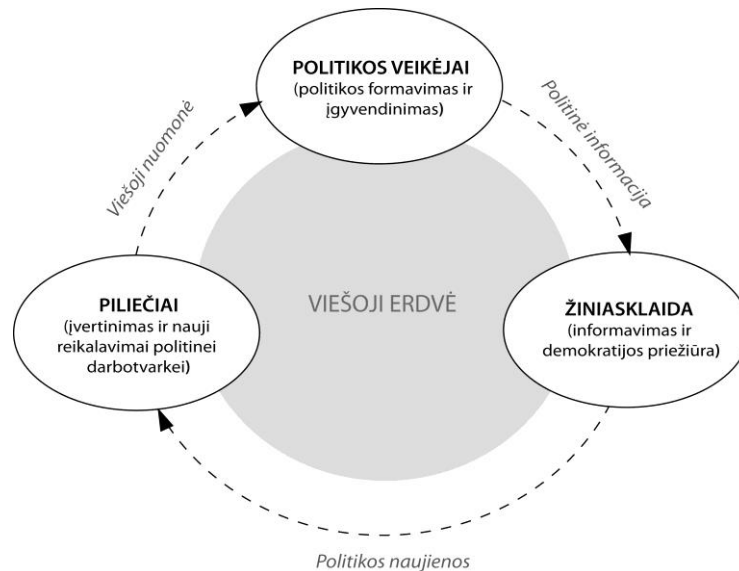 POLITIKOS VEIKĖJAI
(politikos formavimas ir
įgyvendinimas)
Viešoji nuomonė
Politinė informacija
PILIEČIAI
(įvertinimas ir nauji
reikalavimai politinei
darbotvarkei)
VIEŠOJI ERDVĖ
ŽINIASKLAIDA
(informavimas ir
demokratijos priežiūra)
Politikos naujienos